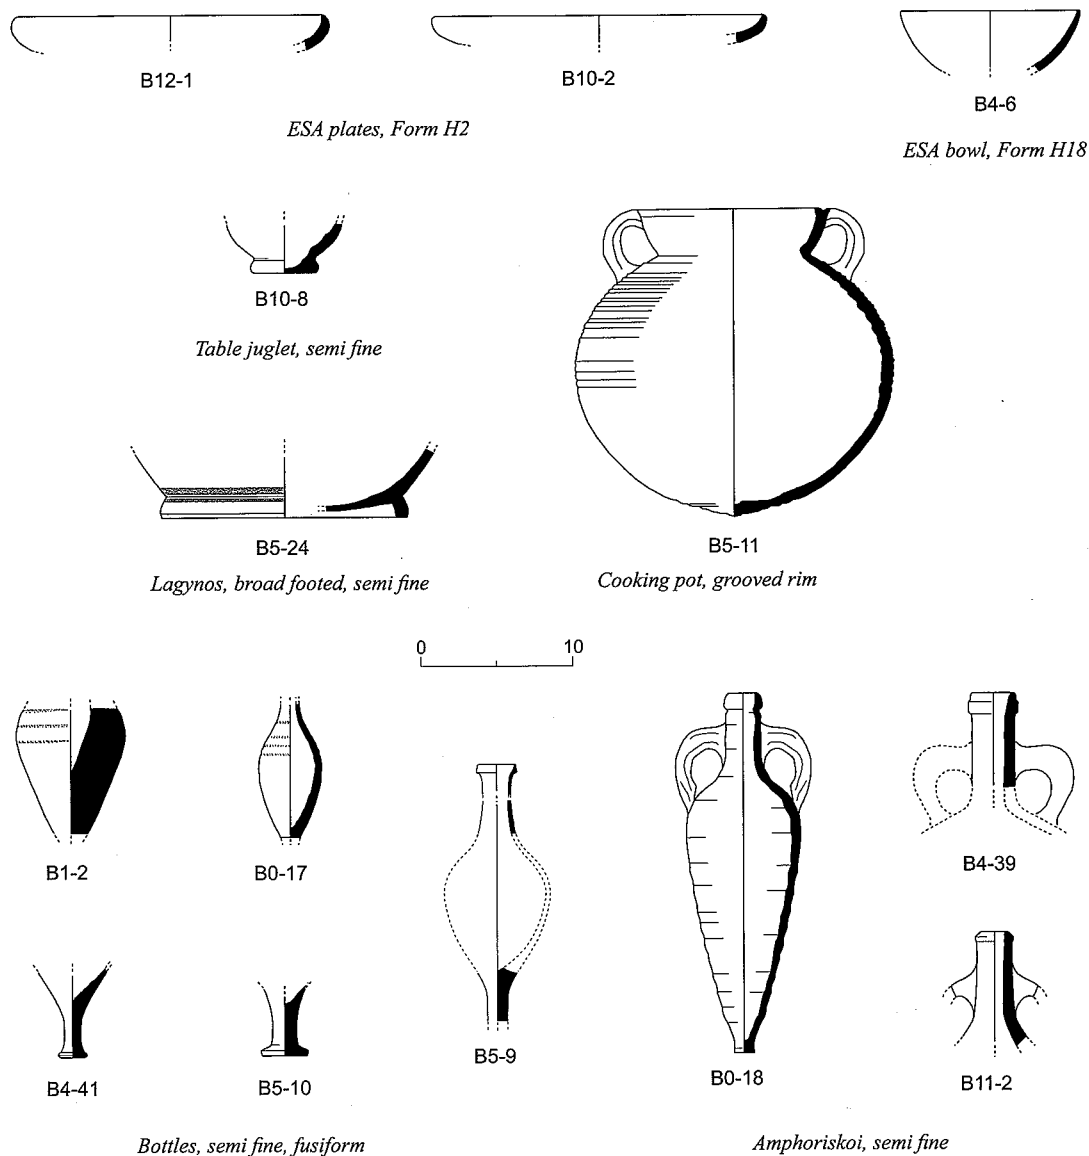 B12-1
B10-2
B4-6
ESA plates, Form H2
ESA bowl, Form H18
B10-8
Table juglet, semi fine
B5-24
B5-11
Lagynos, broad footed, semi fine
Cooking pot, grooved rim
0 10
B1-2
B0-17
B4-39
B5-9
B4-41
B5-10
B0-18
B11-2
Bottles, semi fine, fusiform
Amphoriskoi, semi fine